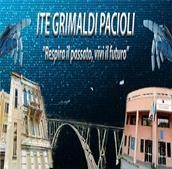 ITE GRIMALDI PACIOLI
"Respira il passato, vivi il futuro"